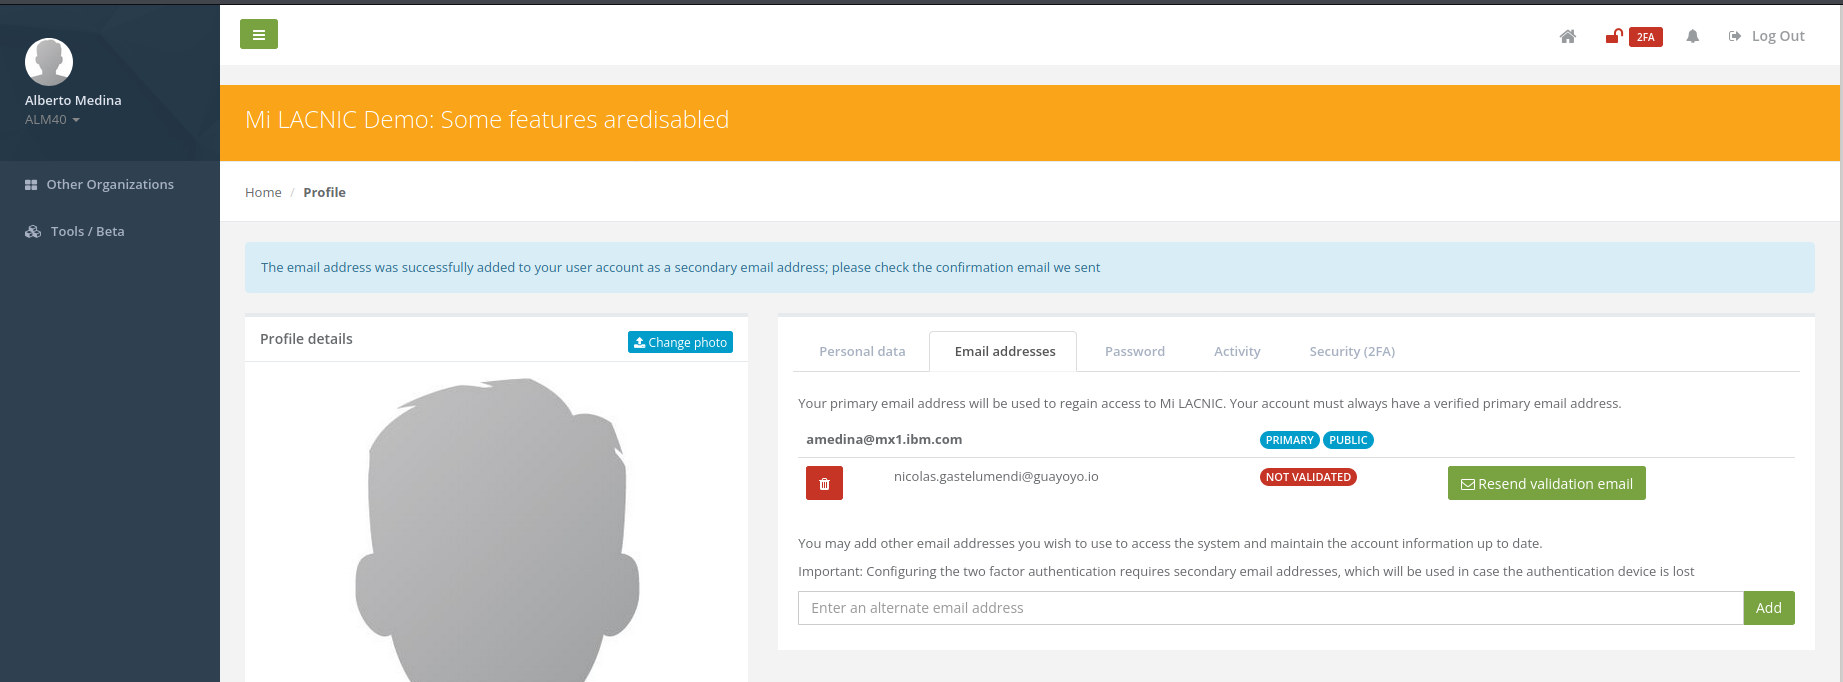 Alberto Medina
ALM40
Other Organizations
Tools / Beta
2FA
Log Out
Mi LACNIC Demo: Some features aredisabled
Home / Profile
The email address was successfully added to your user account as a secondary email address; please check the confirmation email we sent
Profile details
Change photo
Personal data
Email addresses
Password
Activity
Security (2FA)
Your primary email address will be used to regain access to Mi LACNIC. Your account must always have a verified primary email address.
amedina@mx1.ibm.com PRIMARY PUBLIC
nicolas.gastelumendi@guayoyo.io NOT VALIDATED Resend validation email
You may add other email addresses you wish to use to access the system and maintain the account information up to date.
Important: Configuring the two factor authentication requires secondary email addresses, which will be used in case the authentication device is lost
Enter an alternate email address Add